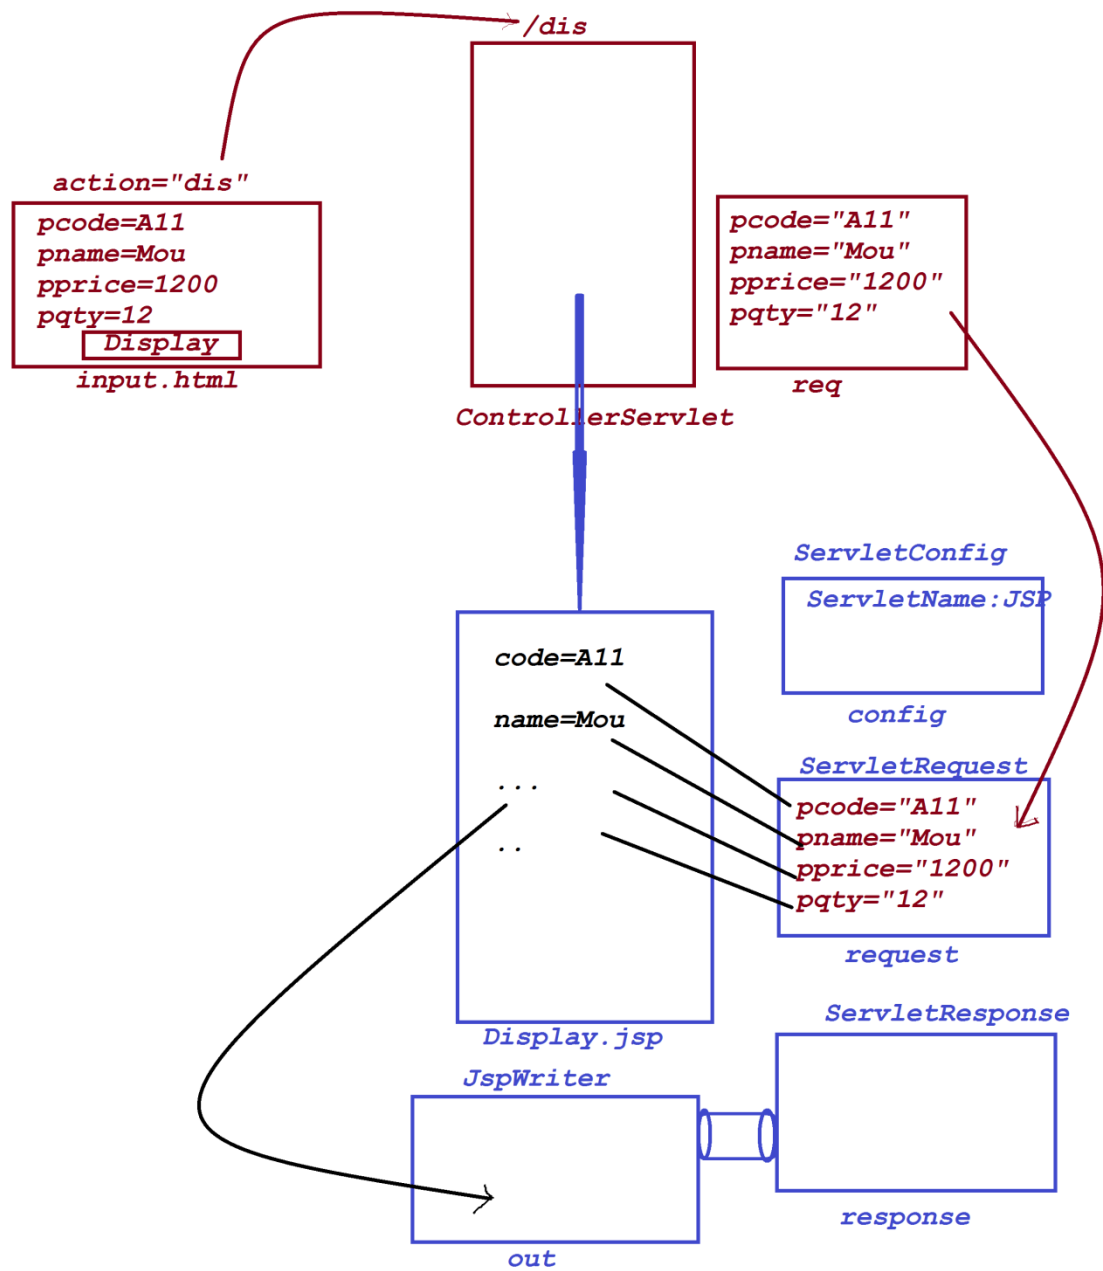 /dis
action="dis"
pcode=A11
pname=Mou
pprice=1200
pqty=12
Display
input.html
ControllerServlet
pcode="A11"
pname="Mou"
pprice="1200"
pqty="12"
req
ServletConfig
ServletName:JSP
config
code=A11
name=Mou
...
..
Display.jsp
ServletRequest
pcode="A11"
pname="Mou"
pprice="1200"
pqty="12"
request
ServletResponse
response
JspWriter
out